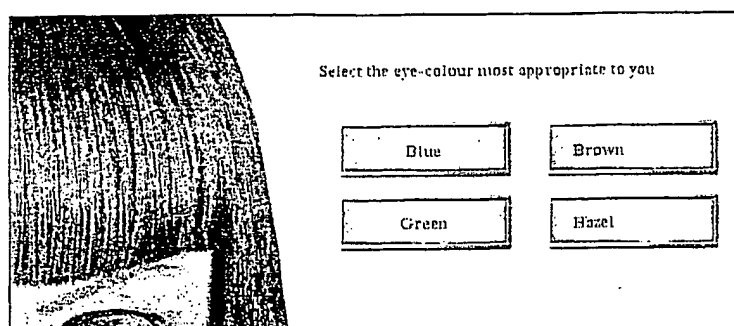 Select the eye-colour most appropriate to you
Blue
Brown
Green
Hazel